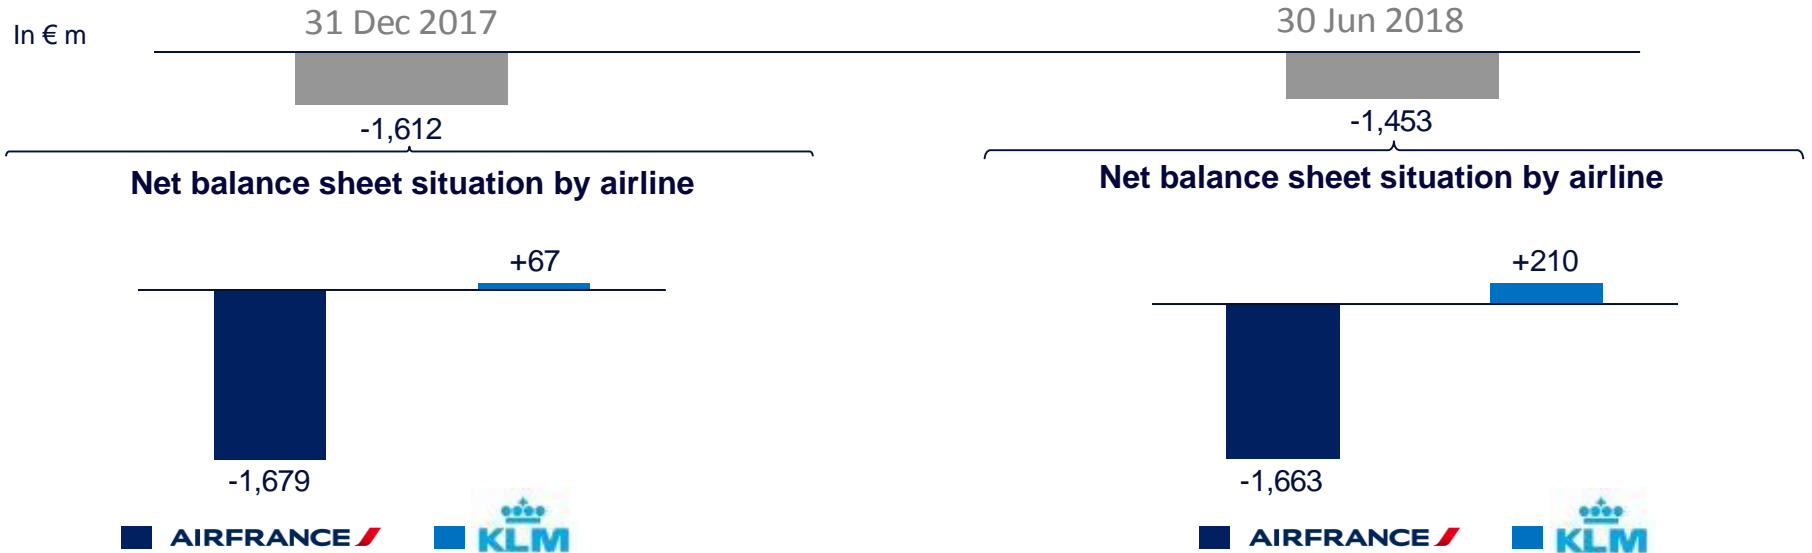 In € m
31 Dec 2017
30 Jun 2018
-1,612
-1,453
Net balance sheet situation by airline
Net balance sheet situation by airline
+67
+210
-1,679
-1,663
AIRFRANCE
KLM
AIRFRANCE
KLM